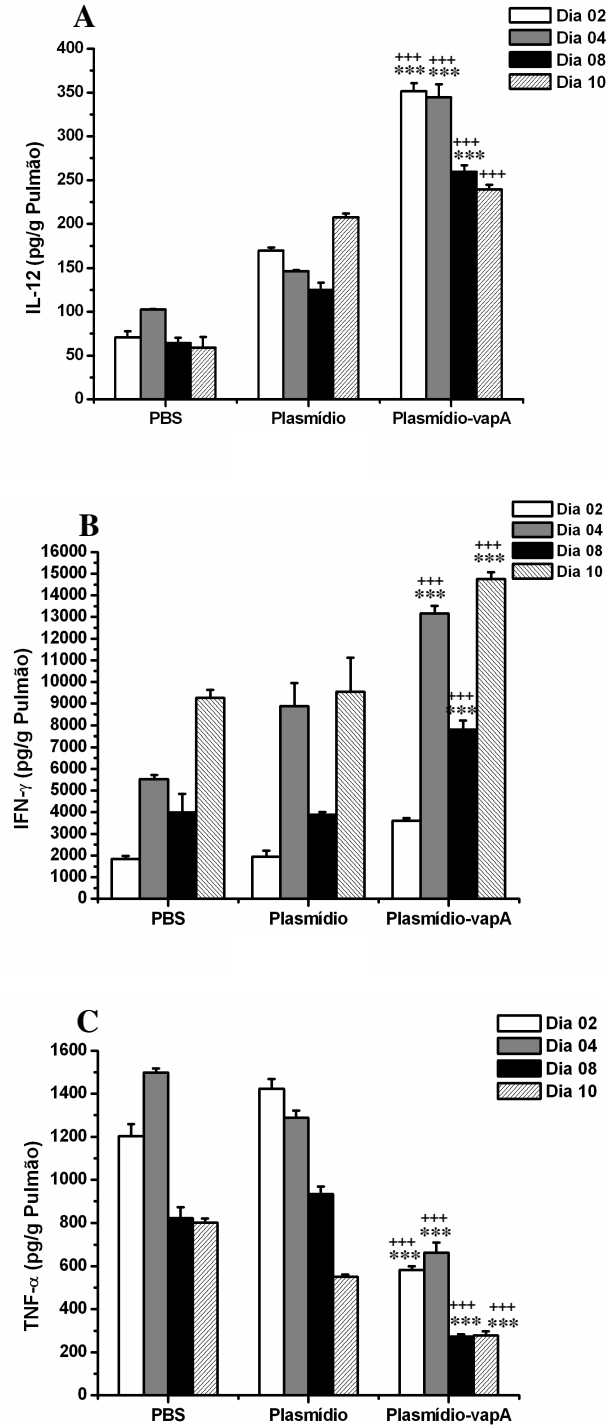 A
Dia 02
Dia 04
Dia 08
Dia 10
IL-12 (pg/g Pulmão)
400
350
300
250
200
150
100
50
0
+++ +++
*** ***
+++
*** +++
PBS Plasmídio Plasmídio-vapA
B
Dia 02
Dia 04
Dia 08
Dia 10
IFN-γ (pg/g Pulmão)
16000
15000
14000
13000
12000
11000
10000
9000
8000
7000
6000
5000
4000
3000
2000
1000
0
+++
***
+++
***
+++
***
PBS Plasmídio Plasmídio-vapA
C
Dia 02
Dia 04
Dia 08
Dia 10
TNF-α (pg/g Pulmão)
1600
1400
1200
1000
800
600
400
200
0
+++
***
+++
***
+++ +++
*** ***
PBS Plasmídio Plasmídio-vapA